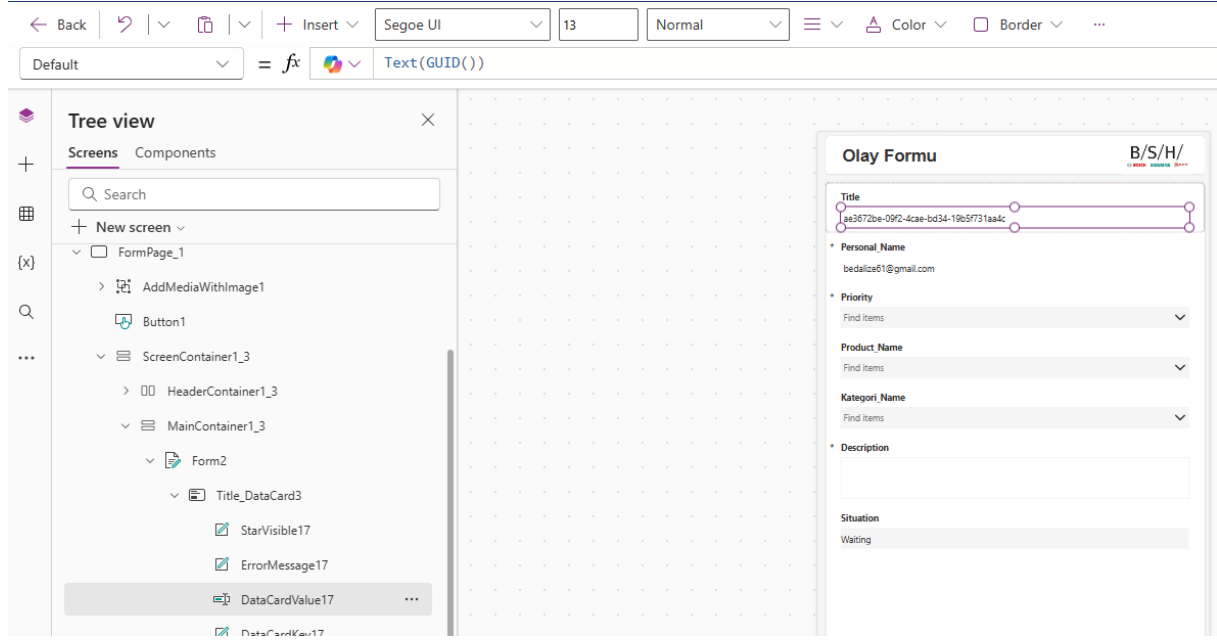 Back
Insert
Segoe UI
13
Normal
Color
Border
Default
= fx
Text(GUID())
Tree view
Screens Components
Search
New screen
FormPage_1
AddMediaWithImage1
Button1
ScreenContainer1_3
HeaderContainer1_3
MainContainer1_3
Form2
Title_DataCard3
StarVisible17
ErrorMessage17
DataCardValue17
DataCardKey17
{x}
Olay Formu
B/S/H/
Title
ae3672be-09f2-4cae-bd34-19b5f731aa4c
* Personal_Name
bedalize61@gmail.com
* Priority
Find items
Product_Name
Find items
Kategori_Name
Find items
* Description
Situation
Waiting